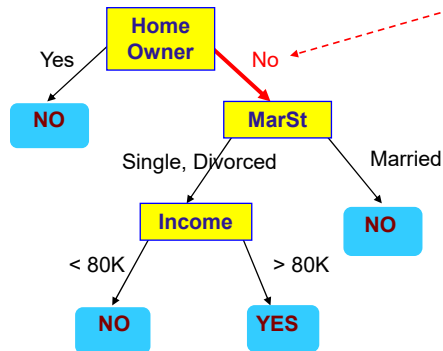 Home
Owner
Yes
No
NO
MarSt
Single, Divorced
Married
Income
NO
< 80K
> 80K
NO
YES